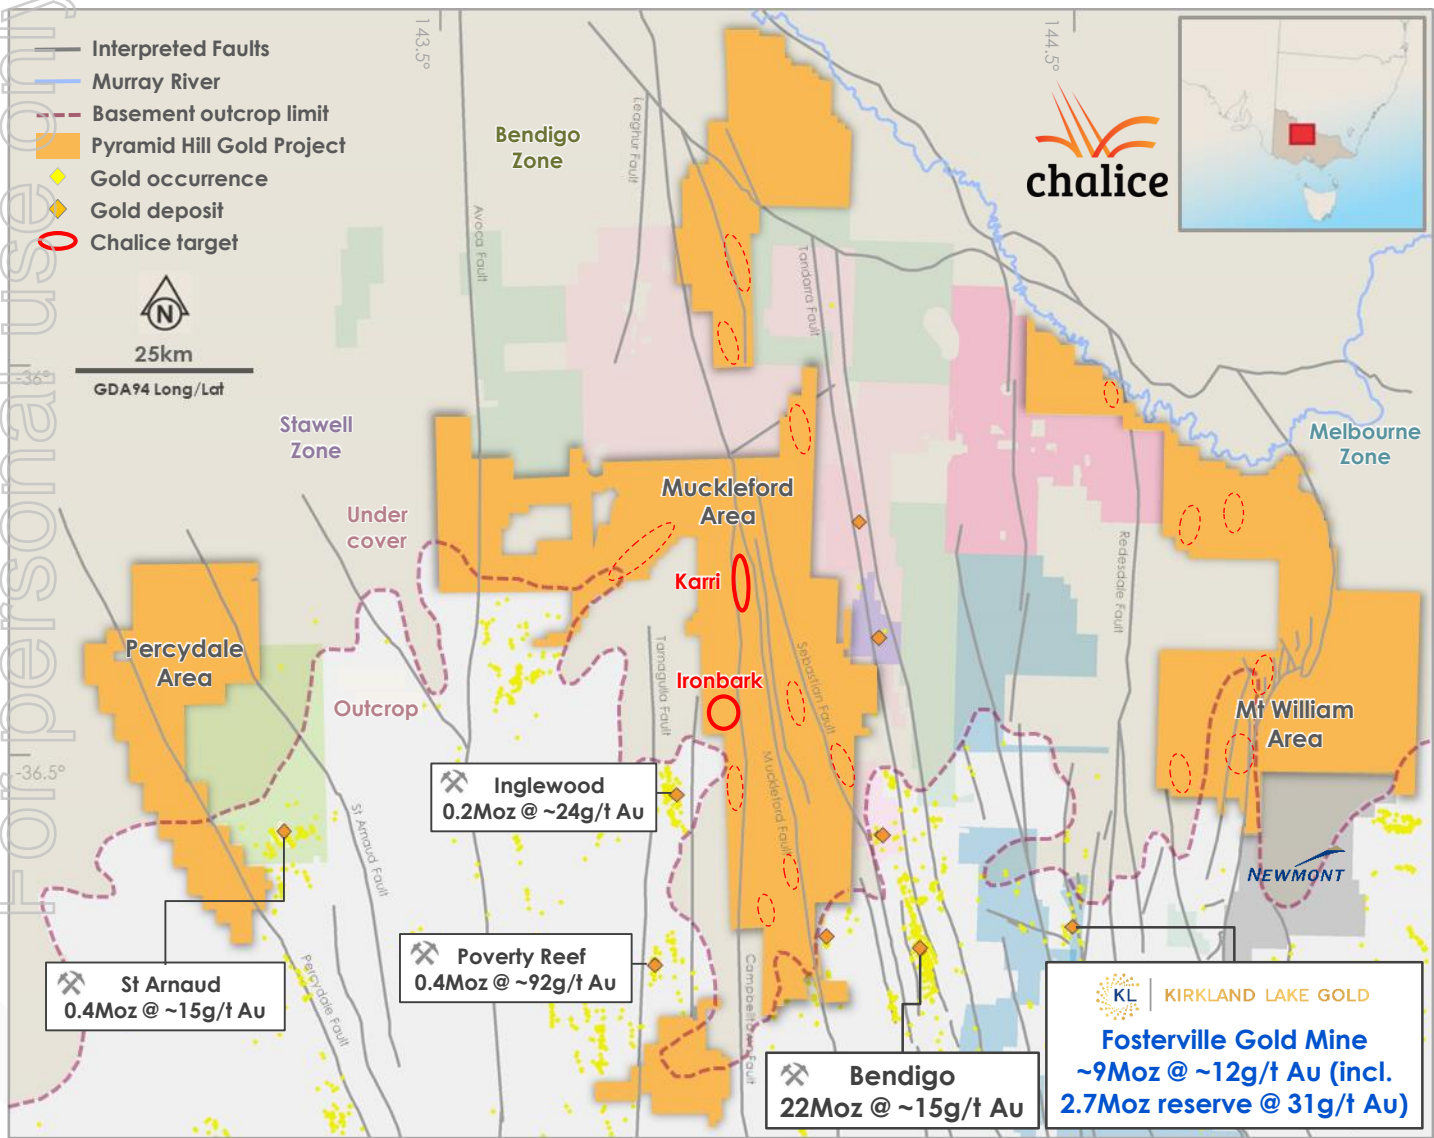 For personal use only
Interpreted Faults
Murray River
Basement outcrop limit
Pyramid Hill Gold Project
Gold occurrence
Gold deposit
Chalice target
N
25km
GDA94 Long/Lat
143.5°
144.5°
-36°
-36.5°
chalice
Bendigo
Zone
Stawell
Zone
Melbourne
Zone
Under
cover
Outcrop
Leaghur Fault
Avoca Fault
Tandarra Fault
Redesdale Fault
Tarnagulla Fault
Sebastian Fault
Muckleford Fault
St Arnaud Fault
Percydale Fault
Campbelltown Fault
Muckleford
Area
Karri
Ironbark
Percydale
Area
Mt William
Area
NEWMONT
Inglewood
0.2Moz @ ~24g/t Au
Poverty Reef
0.4Moz @ ~92g/t Au
St Arnaud
0.4Moz @ ~15g/t Au
Bendigo
22Moz @ ~15g/t Au
KL KIRKLAND LAKE GOLD
Fosterville Gold Mine
~9Moz @ ~12g/t Au (incl.
2.7Moz reserve @ 31g/t Au)